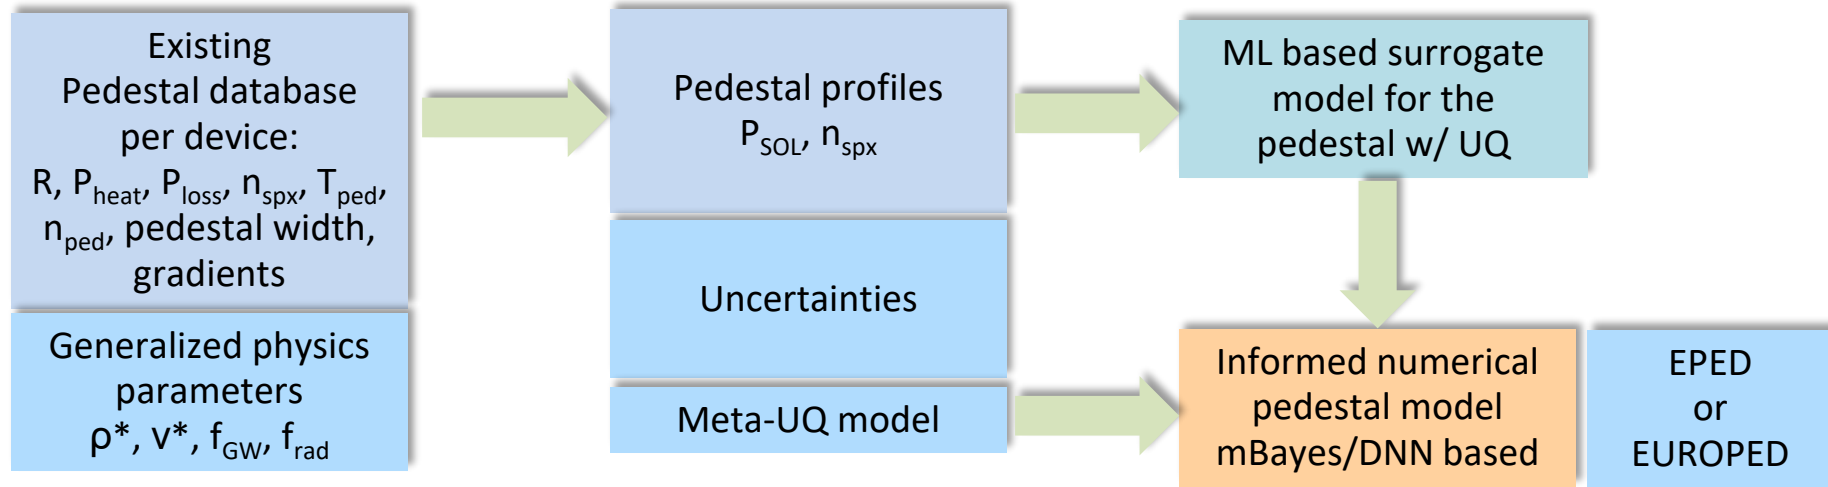 Existing
Pedestal database
per device:
R, P_heat, P_loss, n_spx, T_ped,
n_ped, pedestal width,
gradients
Generalized physics
parameters
ρ*, ν*, f_GW, f_rad
Pedestal profiles
P_SOL, n_spx
Uncertainties
Meta-UQ model
ML based surrogate
model for the
pedestal w/ UQ
Informed numerical
pedestal model
mBayes/DNN based
EPED
or
EUROPED